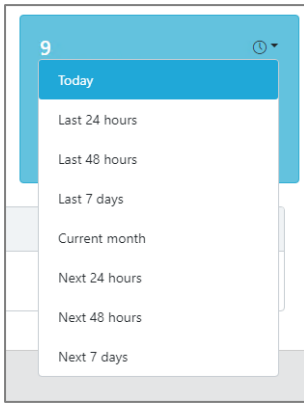 9
Today
Last 24 hours
Last 48 hours
Last 7 days
Current month
Next 24 hours
Next 48 hours
Next 7 days